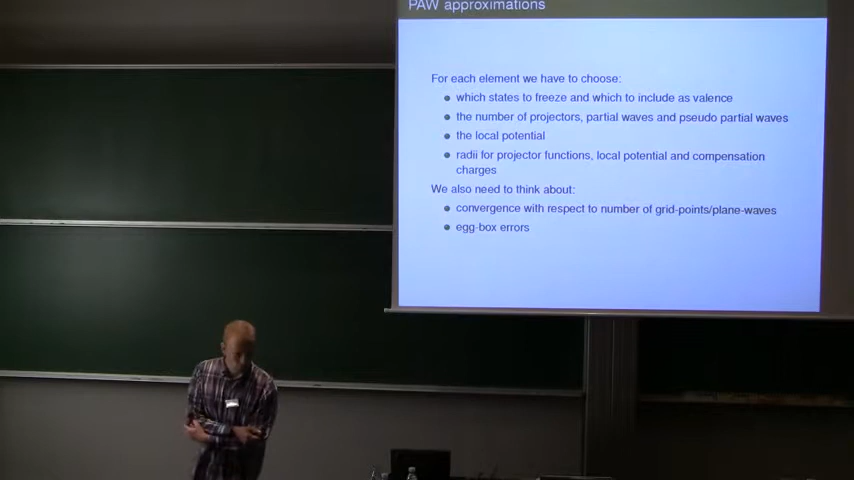 PAW approximations
For each element we have to choose:
which states to freeze and which to include as valence
the number of projectors, partial waves and pseudo partial waves
the local potential
radii for projector functions, local potential and compensation
charges
We also need to think about:
convergence with respect to number of grid-points/plane-waves
egg-box errors